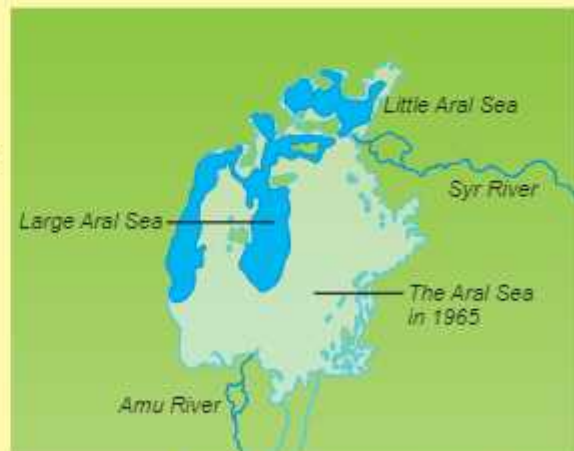 Little Aral Sea
Syr River
Large Aral Sea
The Aral Sea
in 1965
Amu River